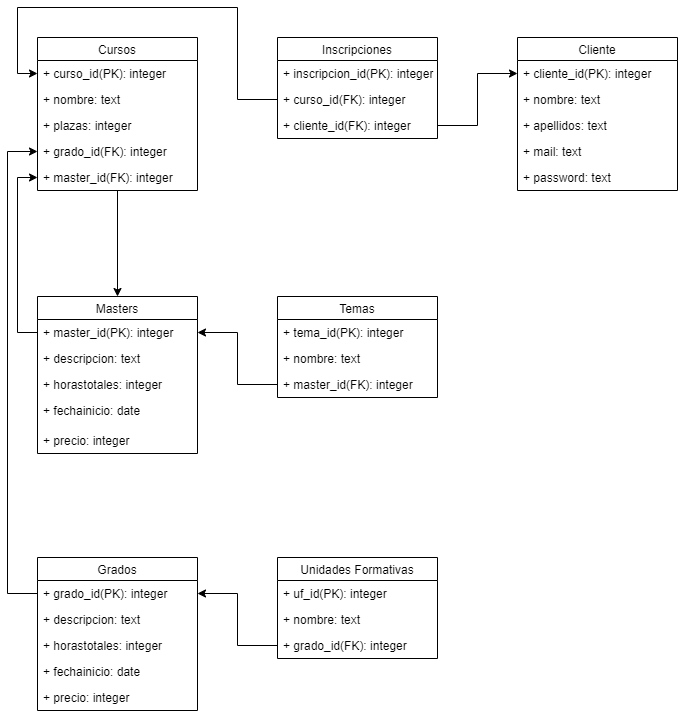 Cursos
+ curso_id(PK): integer
+ nombre: text
+ plazas: integer
+ grado_id(FK): integer
+ master_id(FK): integer
Inscripciones
+ inscripcion_id(PK): integer
+ curso_id(FK): integer
+ cliente_id(FK): integer
Cliente
+ cliente_id(PK): integer
+ nombre: text
+ apellidos: text
+ mail: text
+ password: text
Masters
+ master_id(PK): integer
+ descripcion: text
+ horastotales: integer
+ fechainicio: date
+ precio: integer
Temas
+ tema_id(PK): integer
+ nombre: text
+ master_id(FK): integer
Grados
+ grado_id(PK): integer
+ descripcion: text
+ horastotales: integer
+ fechainicio: date
+ precio: integer
Unidades Formativas
+ uf_id(PK): integer
+ nombre: text
+ grado_id(FK): integer